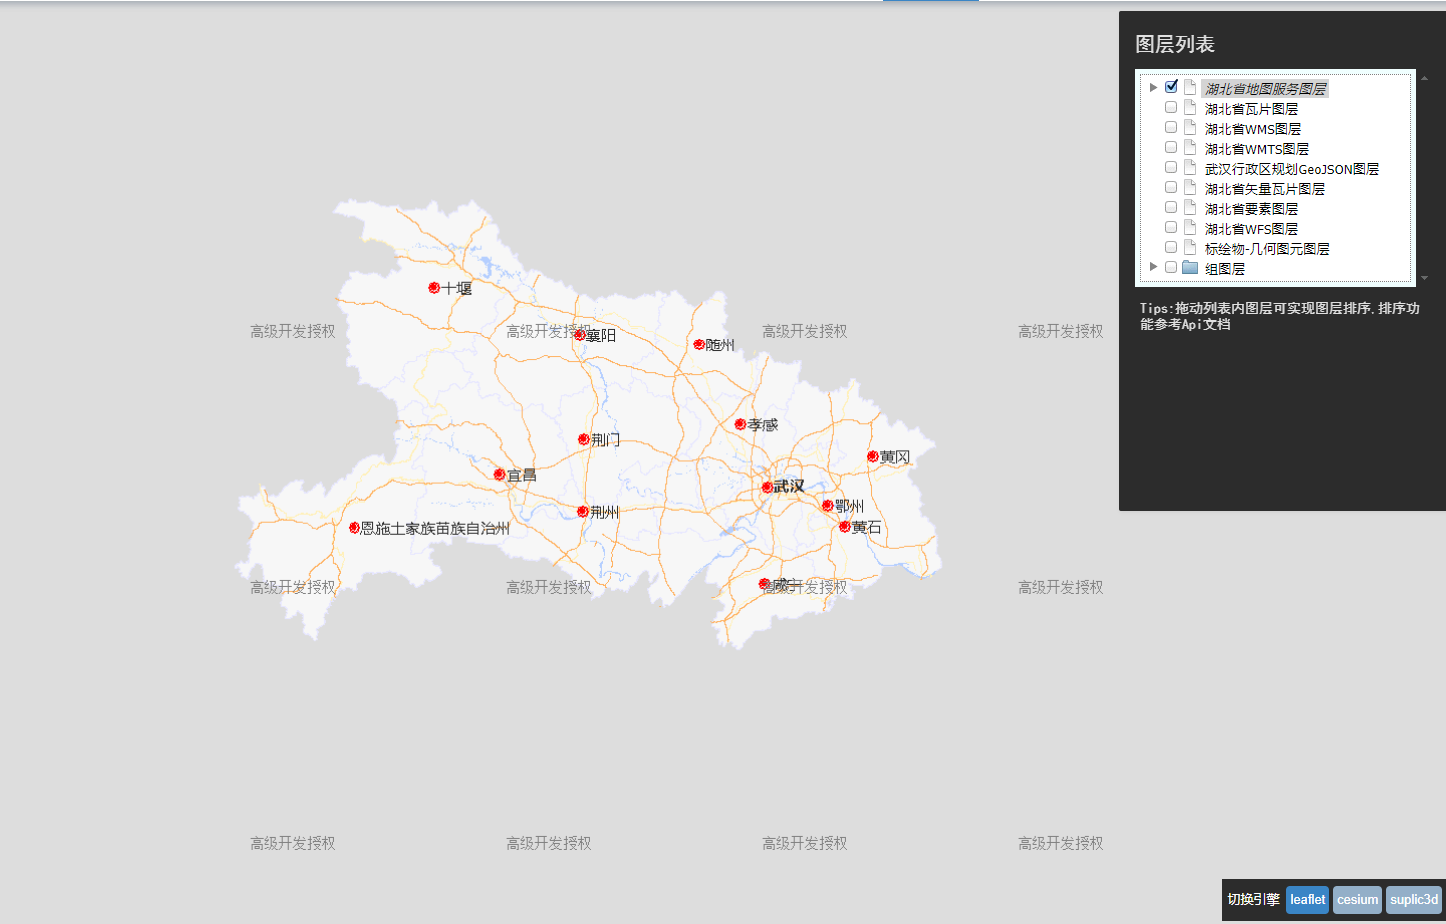 图层列表
湖北省地图服务图层
湖北省瓦片图层
湖北省WMS图层
湖北省WMTS图层
武汉行政区规划GeoJSON图层
湖北省矢量瓦片图层
湖北省要素图层
湖北省WFS图层
标绘物-几何图元图层
组图层
Tips:拖动列表内图层可实现图层排序,排序功
能参考Api文档
十堰
高级开发授权
高级开发授权
襄阳
高级开发授权
高级开发授权
随州
孝感
荆门
黄冈
宜昌
武汉
鄂州
荆州
黄石
恩施土家族苗族自治州
高级开发授权
高级开发授权
咸宁
高级开发授权
高级开发授权
高级开发授权
高级开发授权
高级开发授权
高级开发授权
切换引擎 leaflet cesium suplic3d